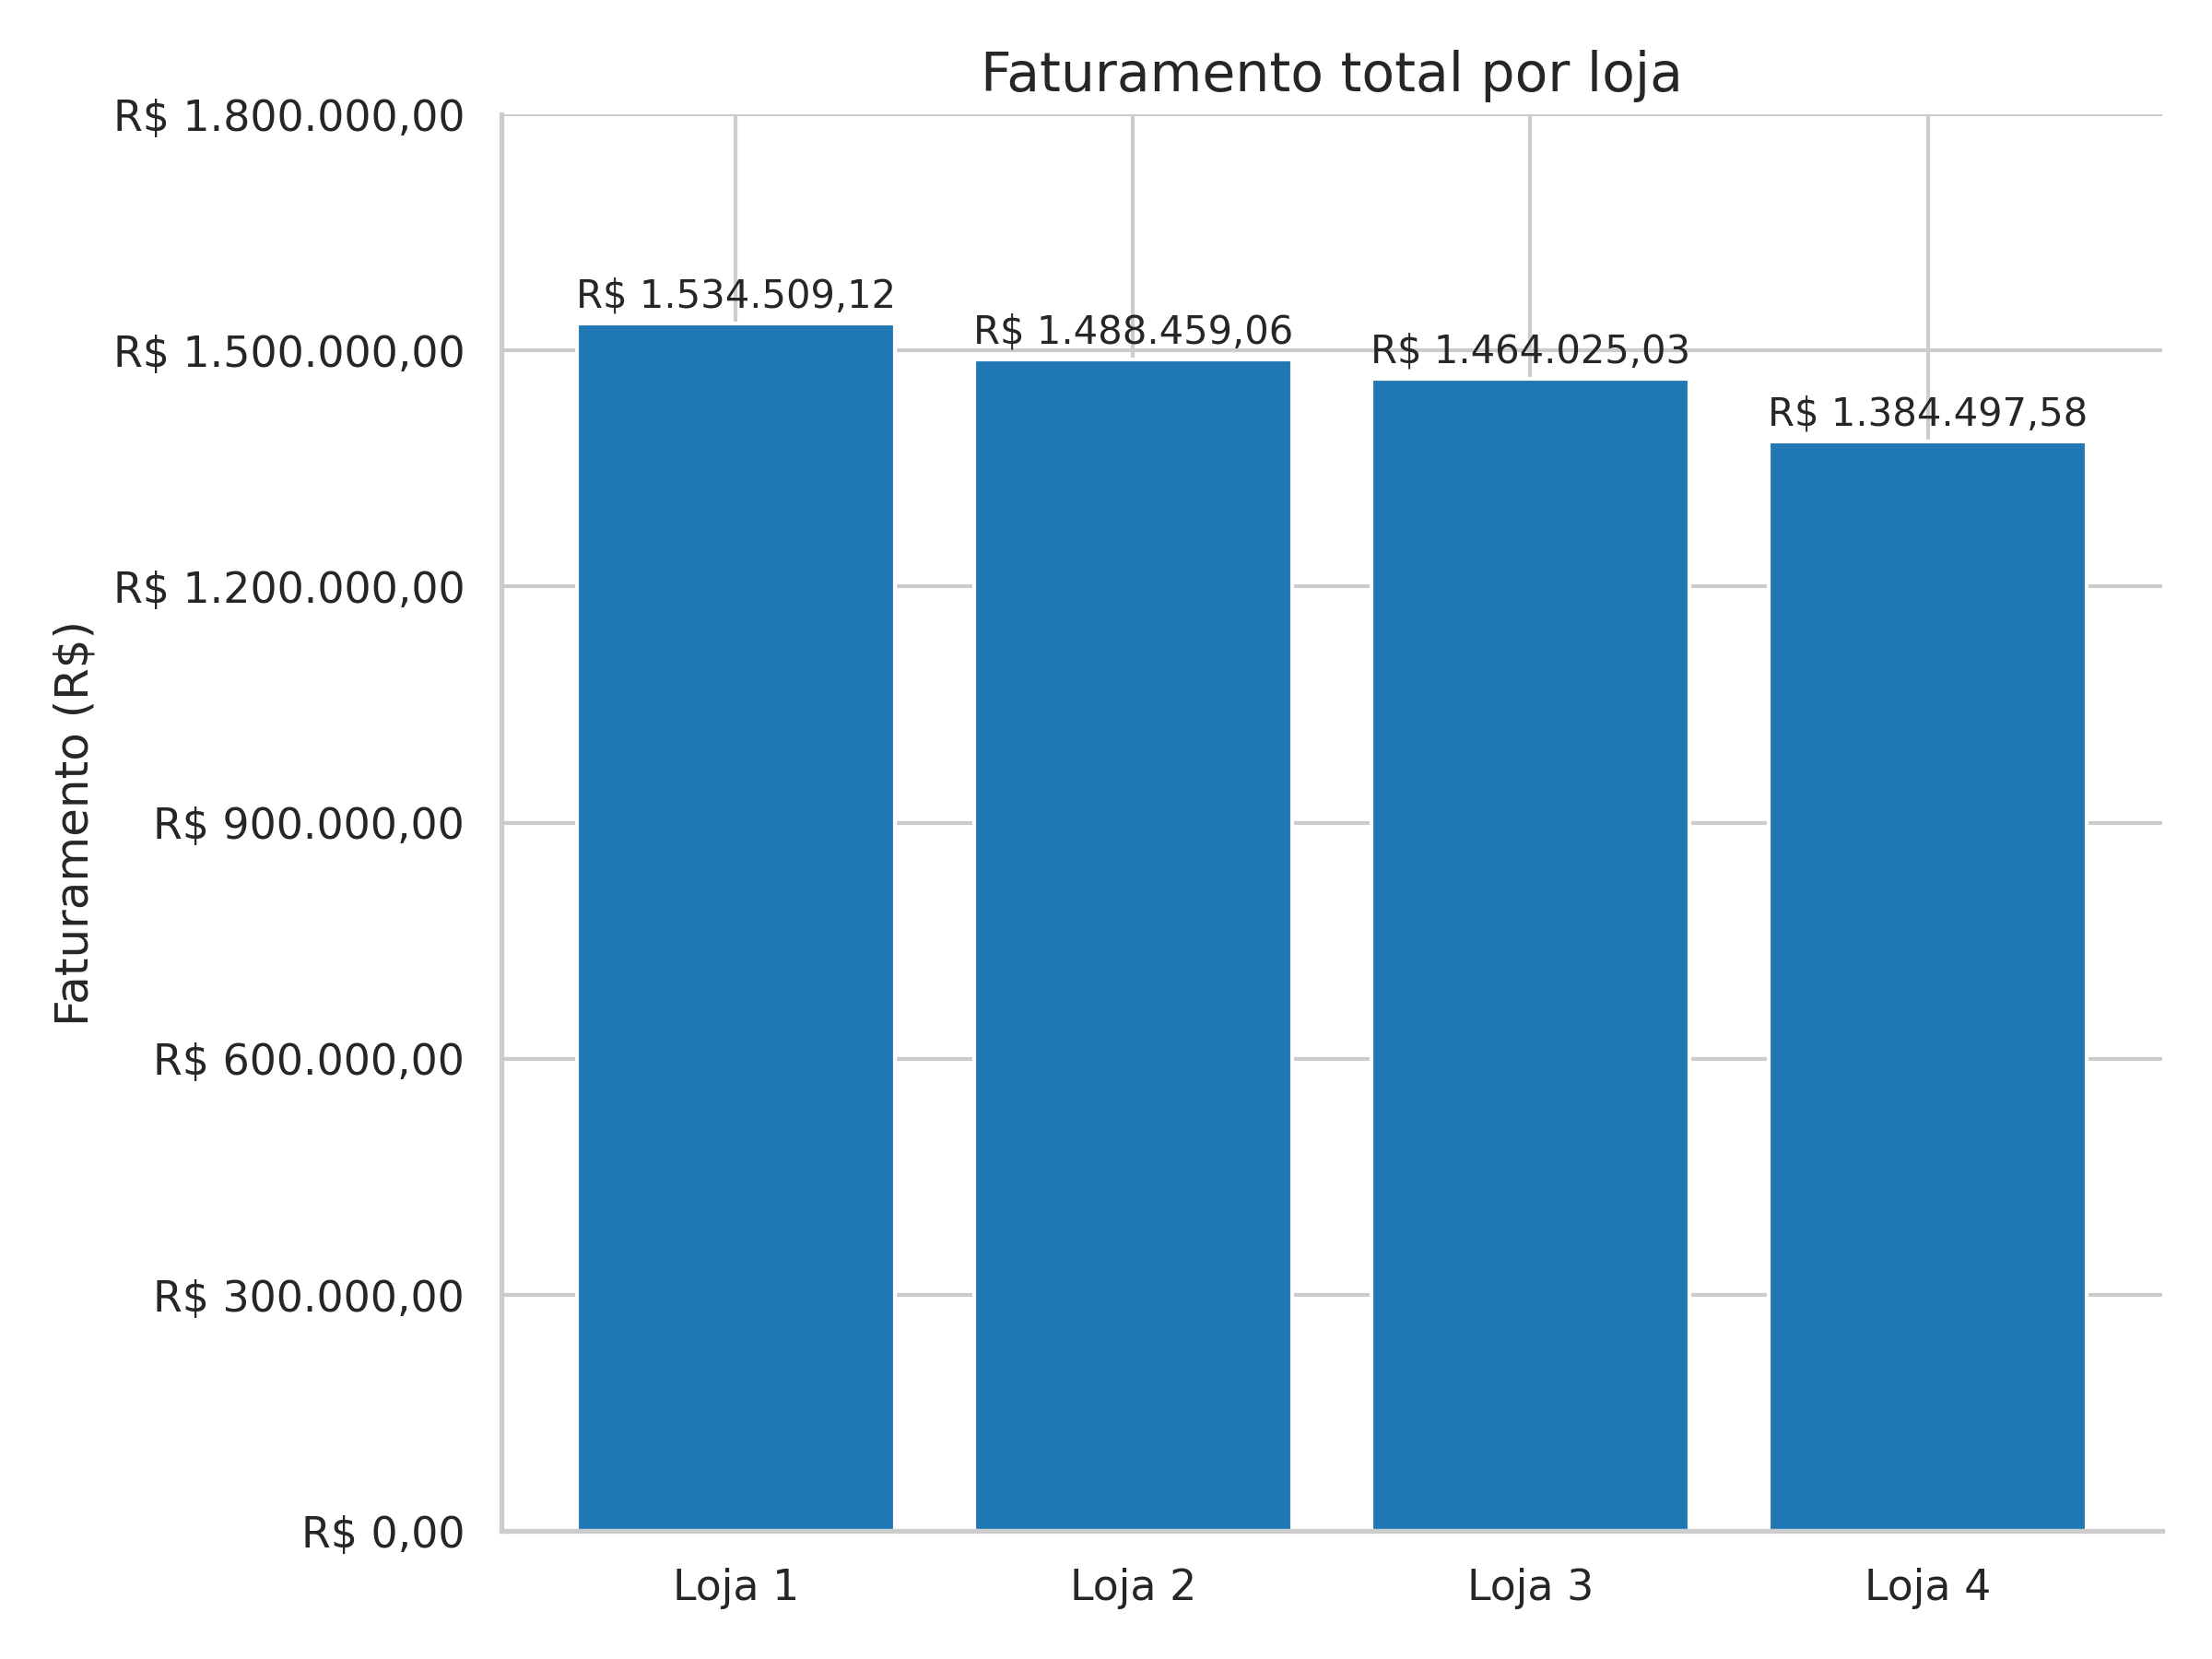 Faturamento total por loja
R$ 1.800.000,00
R$ 1.500.000,00
R$ 1.200.000,00
R$ 900.000,00
R$ 600.000,00
R$ 300.000,00
R$ 0,00
Faturamento (R$)
R$ 1.534.509,12
R$ 1.488.459,06
R$ 1.464.025,03
R$ 1.384.497,58
Loja 1
Loja 2
Loja 3
Loja 4